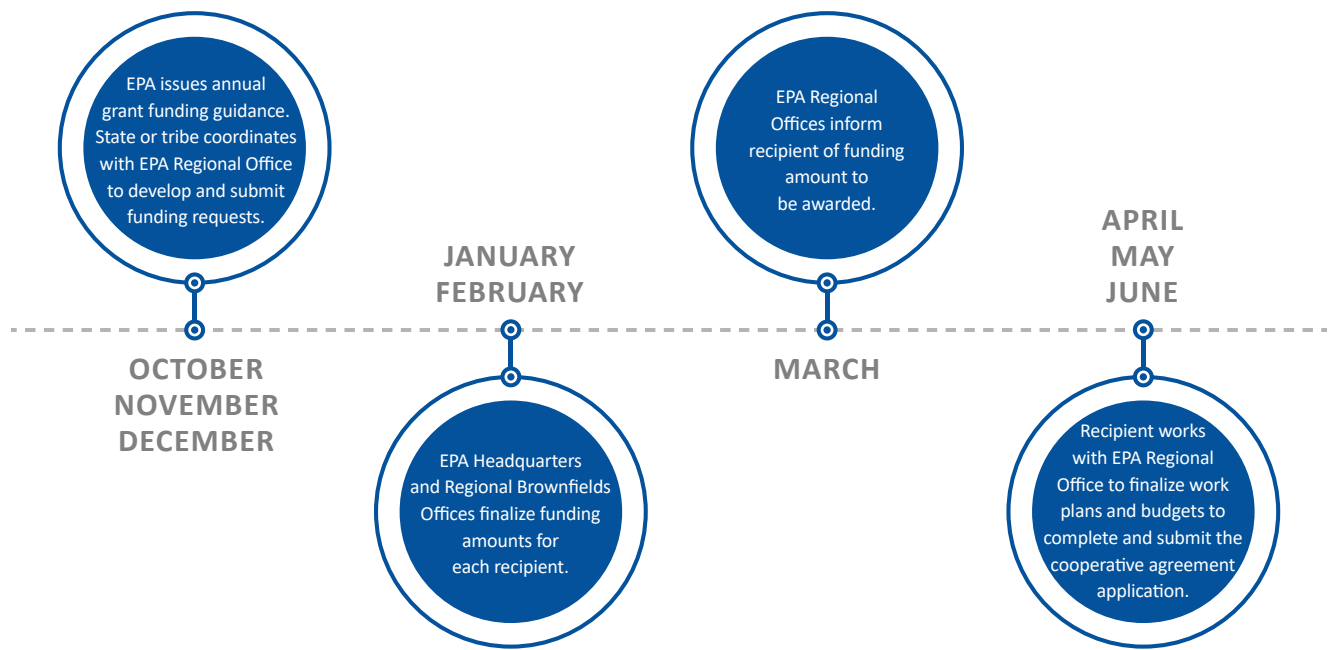 EPA issues annual
grant funding guidance.
State or tribe coordinates
with EPA Regional Office
to develop and submit
funding requests.
OCTOBER
NOVEMBER
DECEMBER
JANUARY
FEBRUARY
EPA Headquarters
and Regional Brownfields
Offices finalize funding
amounts for
each recipient.
EPA Regional
Offices inform
recipient of funding
amount to
be awarded.
MARCH
APRIL
MAY
JUNE
Recipient works
with EPA Regional
Office to finalize work
plans and budgets to
complete and submit the
cooperative agreement
application.